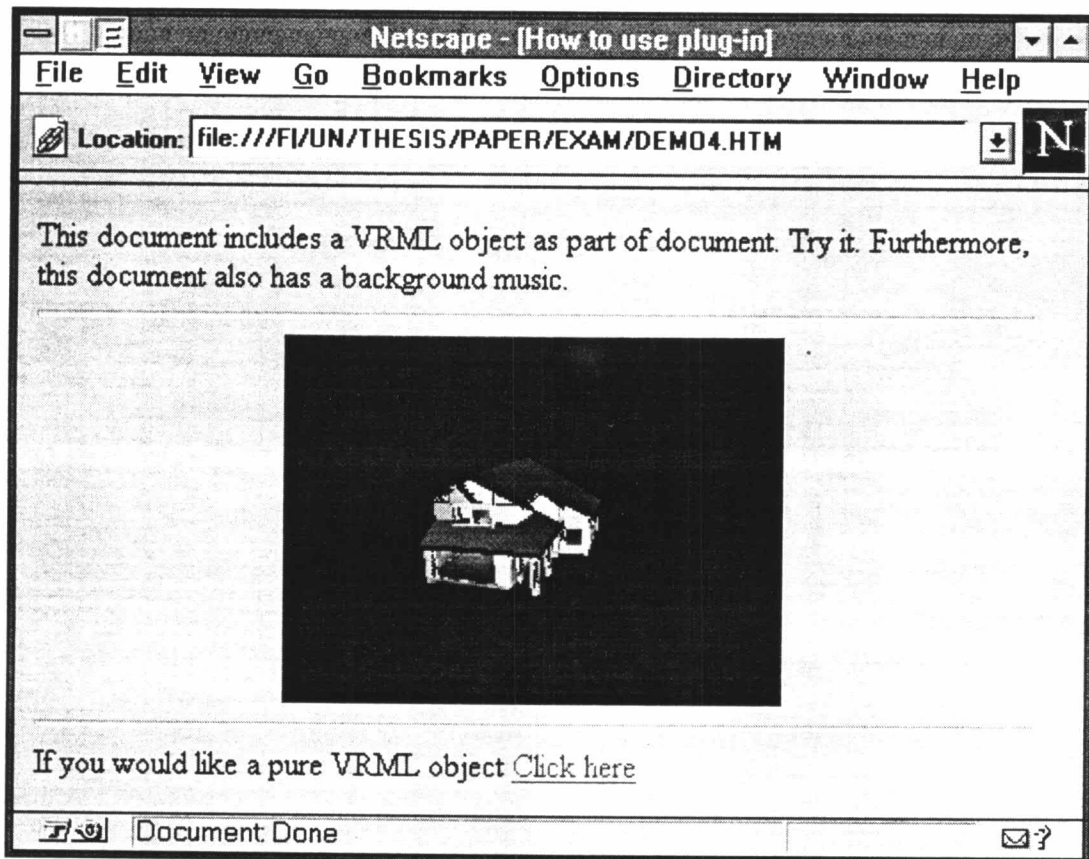 Netscape - [How to use plug-in]
File Edit View Go Bookmarks Options Directory Window Help
Location: file:///F|/UN/THESIS/PAPER/EXAM/DEMO4.HTM
N
This document includes a VRML object as part of document. Try it. Furthermore,
this document also has a background music.
If you would like a pure VRML object Click here
Document: Done
?